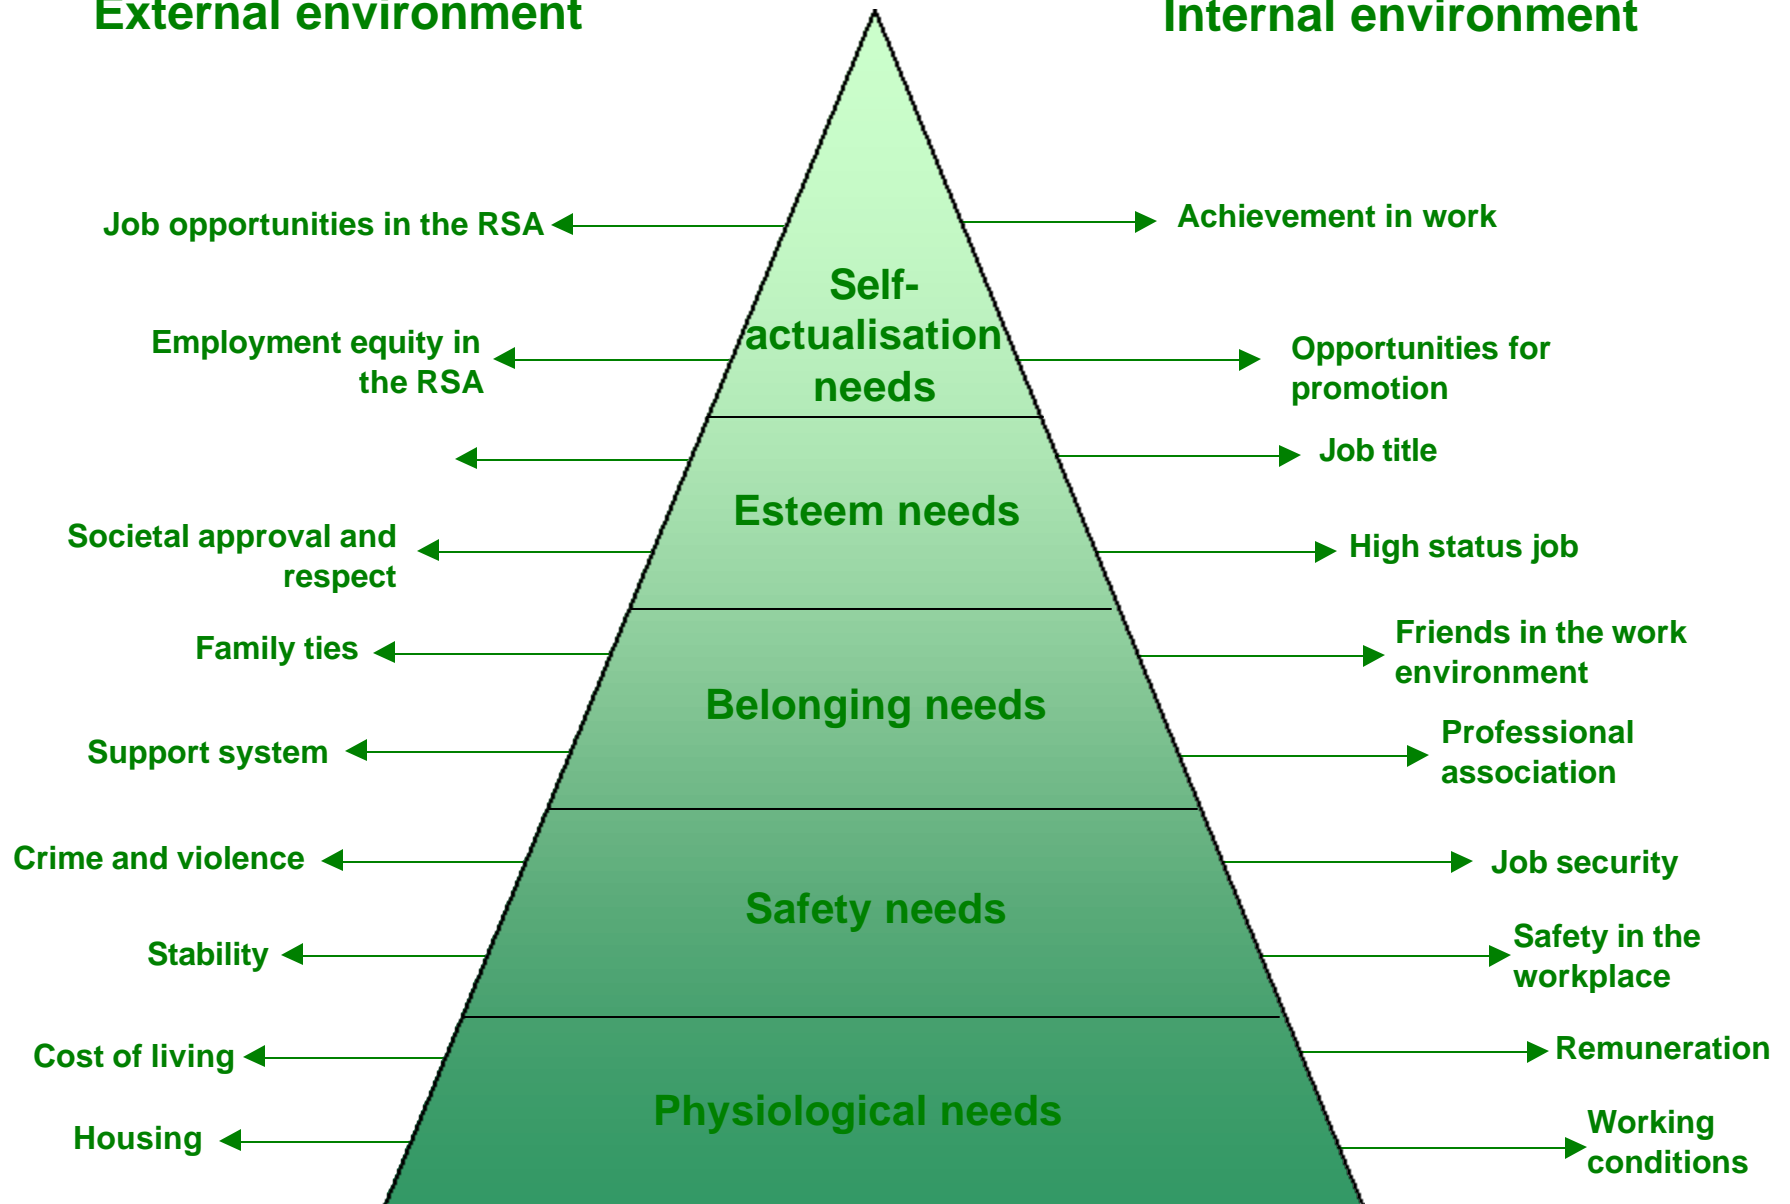 External environment
Internal environment
Job opportunities in the RSA
Achievement in work
Self-
actualisation
needs
Employment equity in
the RSA
Opportunities for
promotion
Job title
Esteem needs
Societal approval and
respect
High status job
Family ties
Friends in the work
environment
Belonging needs
Support system
Professional
association
Crime and violence
Job security
Safety needs
Stability
Safety in the
workplace
Cost of living
Remuneration
Physiological needs
Housing
Working
conditions